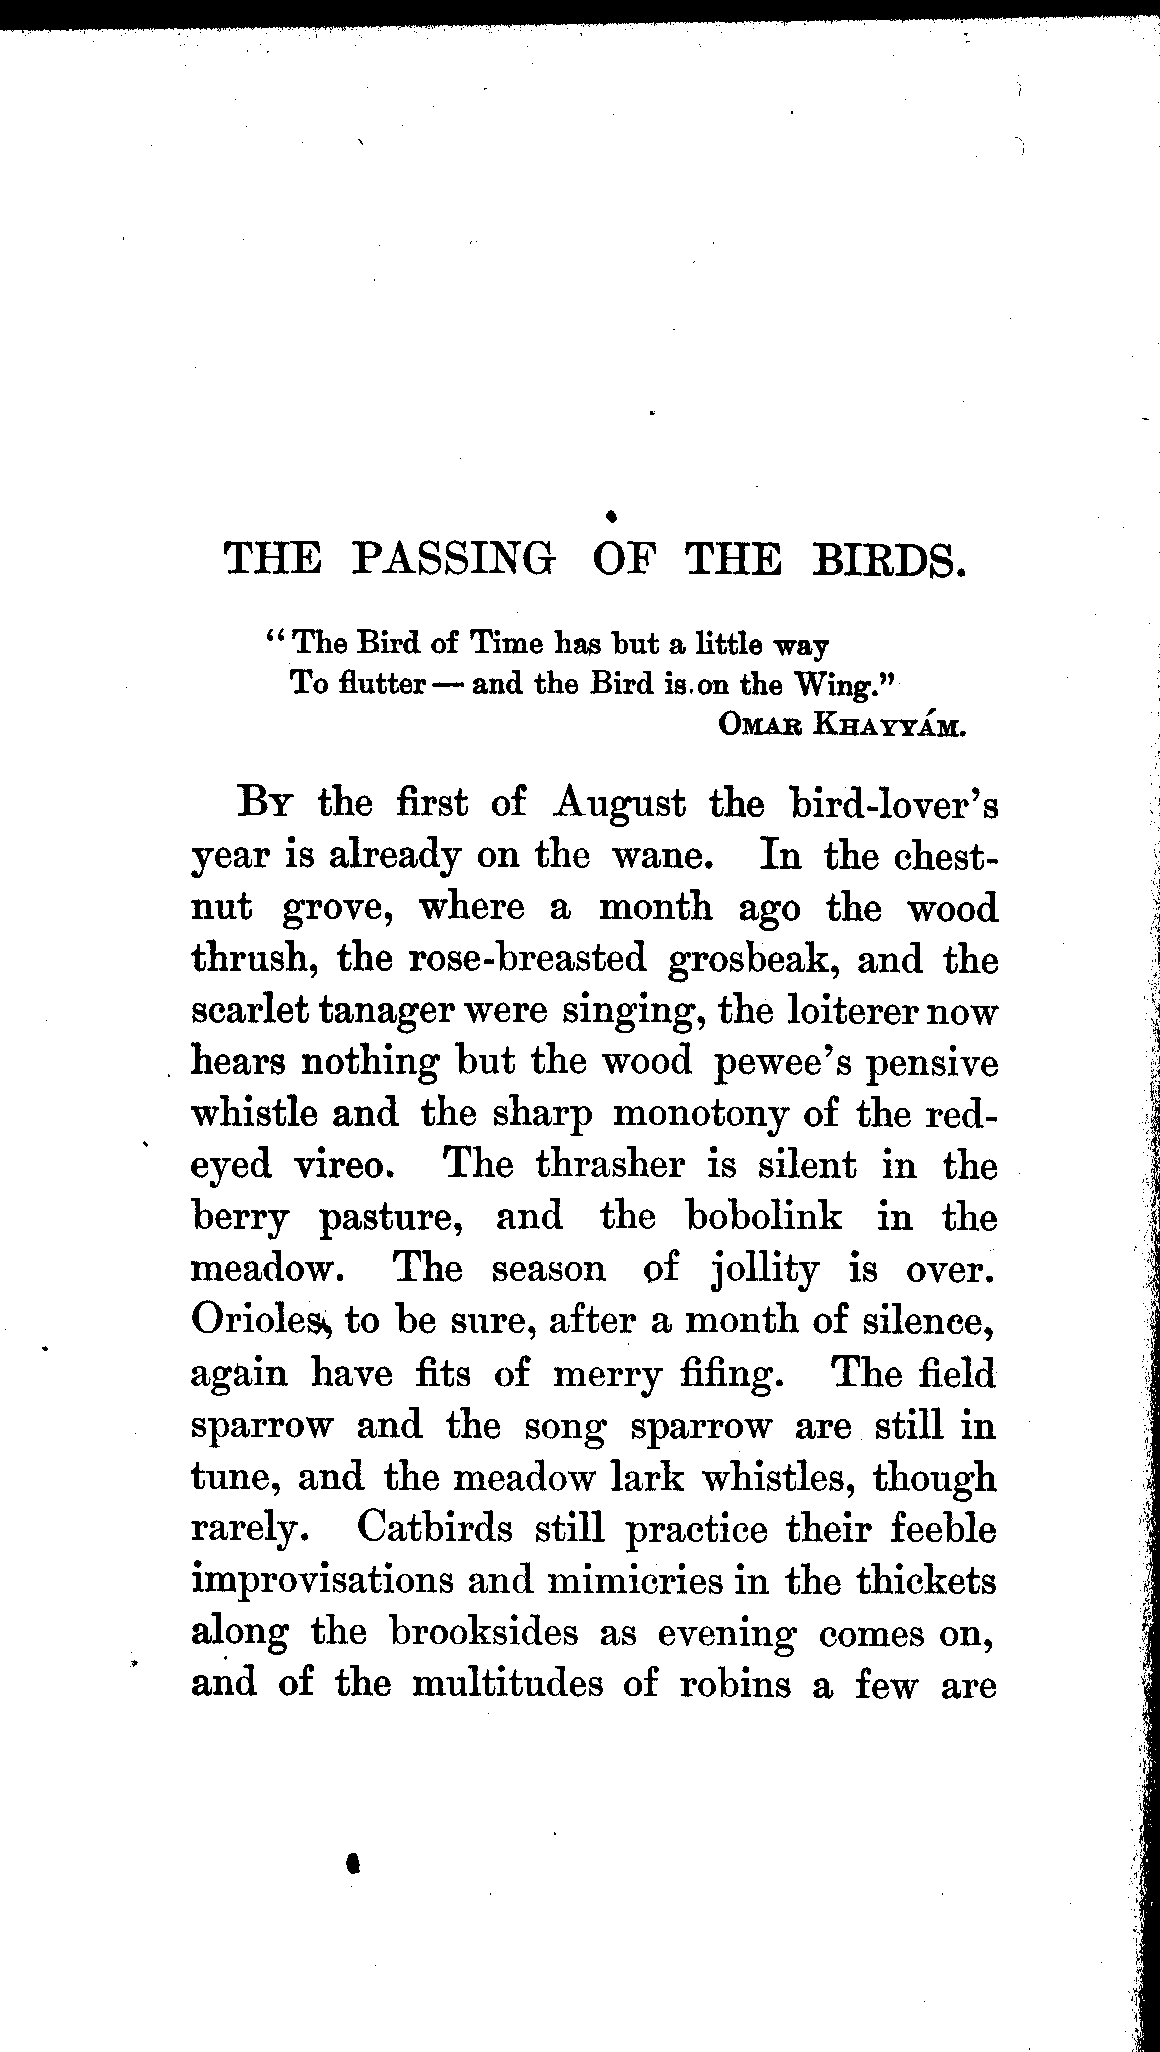 THE PASSING OF THE BIRDS.
“The Bird of Time has but a little way
To flutter — and the Bird is on the Wing.”
OMAR KHAYYÁM.
BY the first of August the bird-lover’s
year is already on the wane. In the chest-
nut grove, where a month ago the wood
thrush, the rose-breasted grosbeak, and the
scarlet tanager were singing, the loiterer now
hears nothing but the wood pewee’s pensive
whistle and the sharp monotony of the red-
eyed vireo. The thrasher is silent in the
berry pasture, and the bobolink in the
meadow. The season of jollity is over.
Orioles, to be sure, after a month of silence,
again have fits of merry fifing. The field
sparrow and the song sparrow are still in
tune, and the meadow lark whistles, though
rarely. Catbirds still practice their feeble
improvisations and mimicries in the thickets
along the brooksides as evening comes on,
and of the multitudes of robins a few are